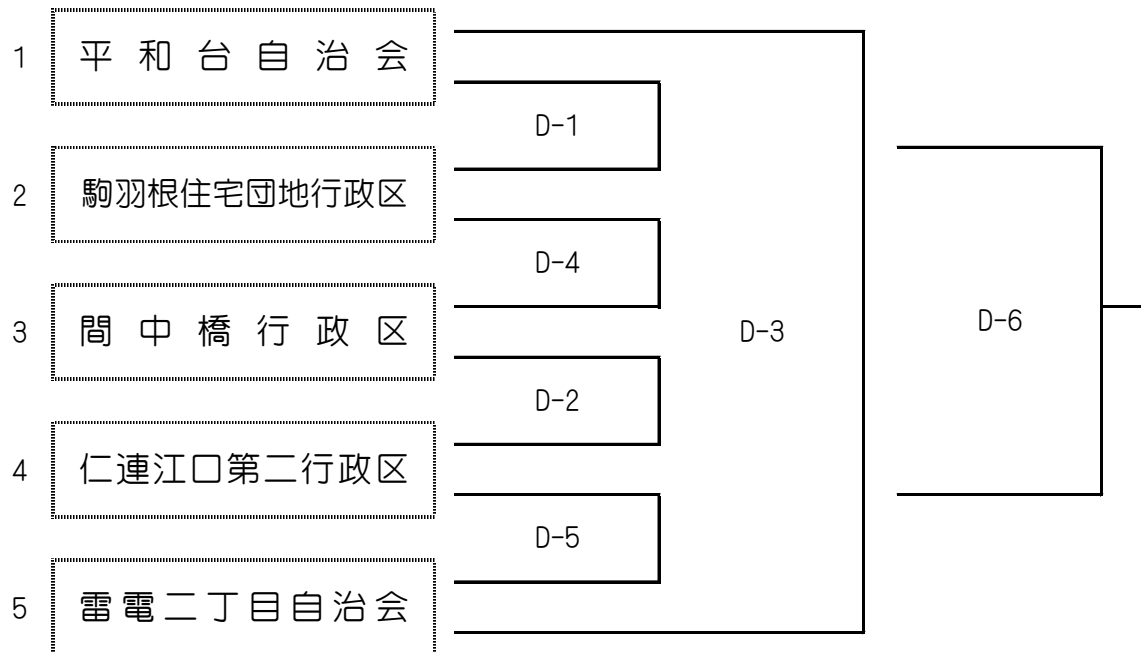 1 平和台自治会
D-1
2 駒羽根住宅団地行政区
D-4
3 間中橋行政区
D-3
D-6
D-2
4 仁連江口第二行政区
D-5
5 雷電二丁目自治会